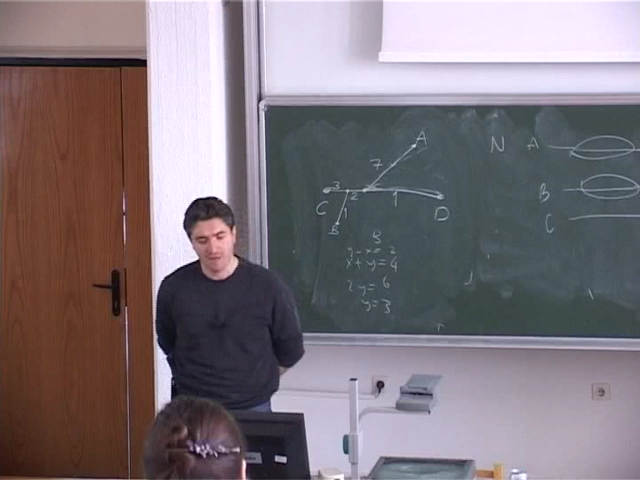 A
7
3
2
1
1
C
B
D
y - x = 2
x + y = 4
2y = 6
y = 3
N A
B
C